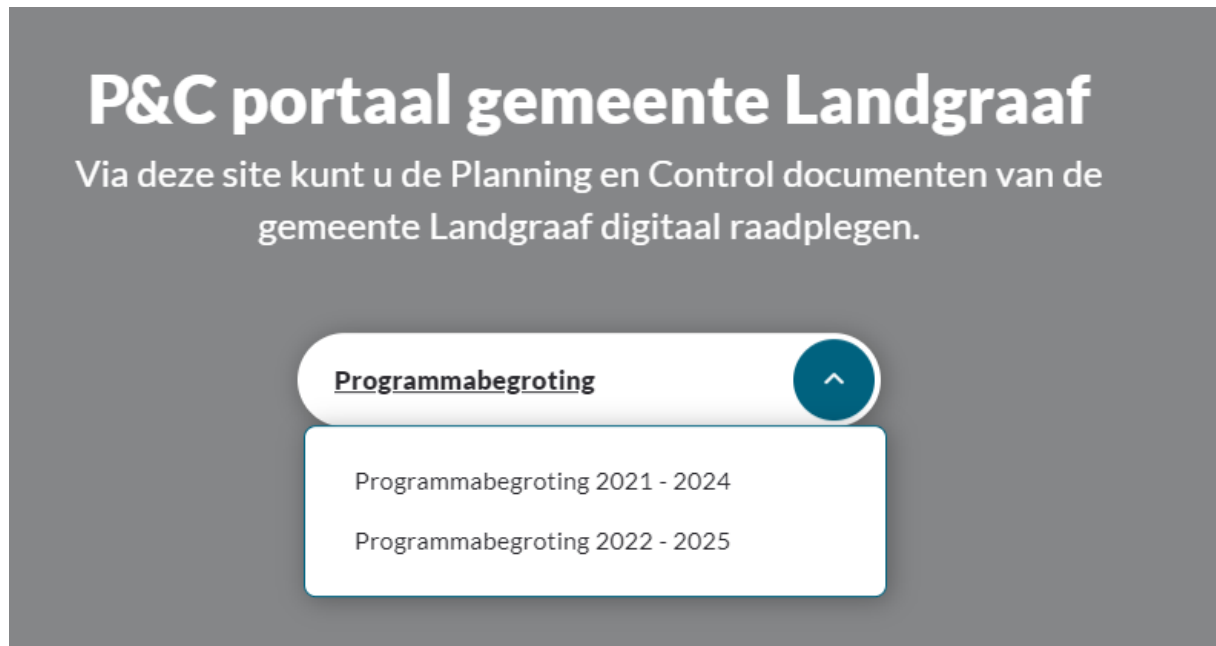 P&C portaal gemeente Landgraaf
Via deze site kunt u de Planning en Control documenten van de
gemeente Landgraaf digitaal raadplegen.
Programmabegroting
Programmabegroting 2021 - 2024
Programmabegroting 2022 - 2025